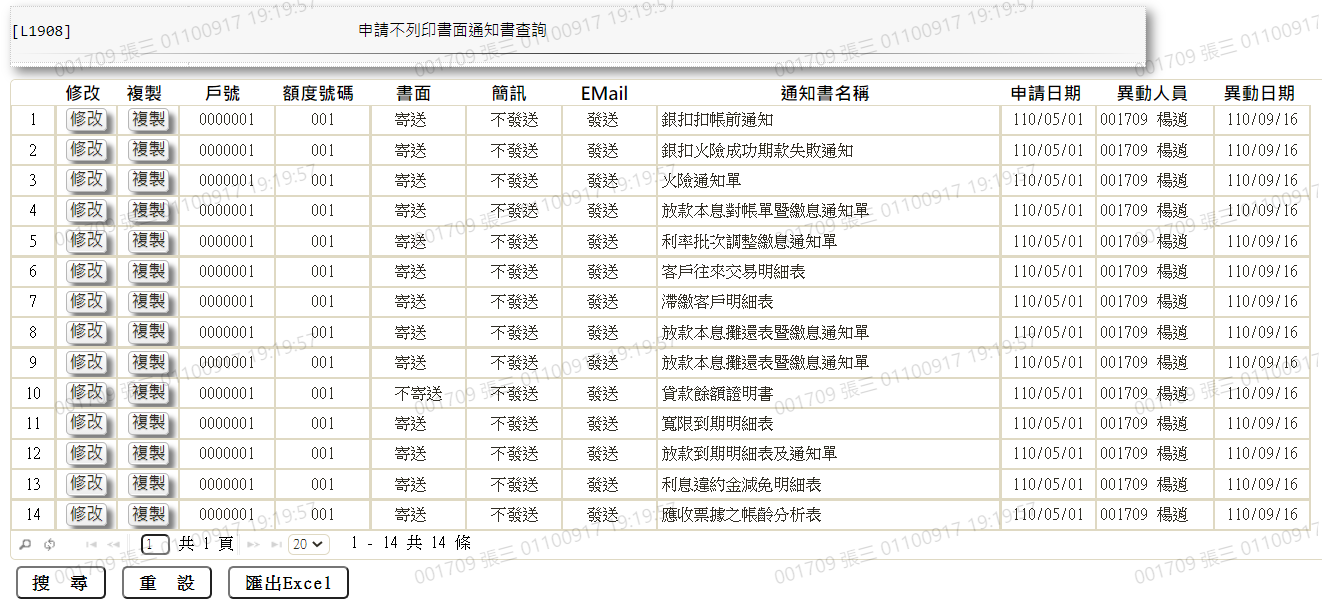 [L1908] 申請不列印書面通知書查詢
修改 複製 戶號 額度號碼 書面 簡訊 EMail 通知書名稱 申請日期 異動人員 異動日期
1 修改 複製 0000001 001 寄送 不發送 發送 銀扣扣帳前通知 110/05/01 001709 楊逍 110/09/16
2 修改 複製 0000001 001 寄送 不發送 發送 銀扣火險成功期款失敗通知 110/05/01 001709 楊逍 110/09/16
3 修改 複製 0000001 001 寄送 不發送 發送 火險通知單 110/05/01 001709 楊逍 110/09/16
4 修改 複製 0000001 001 寄送 不發送 發送 放款本息對帳單暨繳息通知單 110/05/01 001709 楊逍 110/09/16
5 修改 複製 0000001 001 寄送 不發送 發送 利率批次調整繳息通知單 110/05/01 001709 楊逍 110/09/16
6 修改 複製 0000001 001 寄送 不發送 發送 客戶往來交易明細表 110/05/01 001709 楊逍 110/09/16
7 修改 複製 0000001 001 寄送 不發送 發送 滯繳客戶明細表 110/05/01 001709 楊逍 110/09/16
8 修改 複製 0000001 001 寄送 不發送 發送 放款本息攤還表暨繳息通知單 110/05/01 001709 楊逍 110/09/16
9 修改 複製 0000001 001 寄送 不發送 發送 放款本息攤還表暨繳息通知單 110/05/01 001709 楊逍 110/09/16
10 修改 複製 0000001 001 不寄送 不發送 發送 貸款餘額證明書 110/05/01 001709 楊逍 110/09/16
11 修改 複製 0000001 001 寄送 不發送 發送 寬限到期明細表 110/05/01 001709 楊逍 110/09/16
12 修改 複製 0000001 001 寄送 不發送 發送 放款到期明細表及通知單 110/05/01 001709 楊逍 110/09/16
13 修改 複製 0000001 001 寄送 不發送 發送 利息違約金減免明細表 110/05/01 001709 楊逍 110/09/16
14 修改 複製 0000001 001 寄送 不發送 發送 應收票據之帳齡分析表 110/05/01 001709 楊逍 110/09/16
1 共 1 頁 20 1 - 14 共 14 條
搜 尋 重 設 匯出Excel
001709 張三 01100917 19:19:57